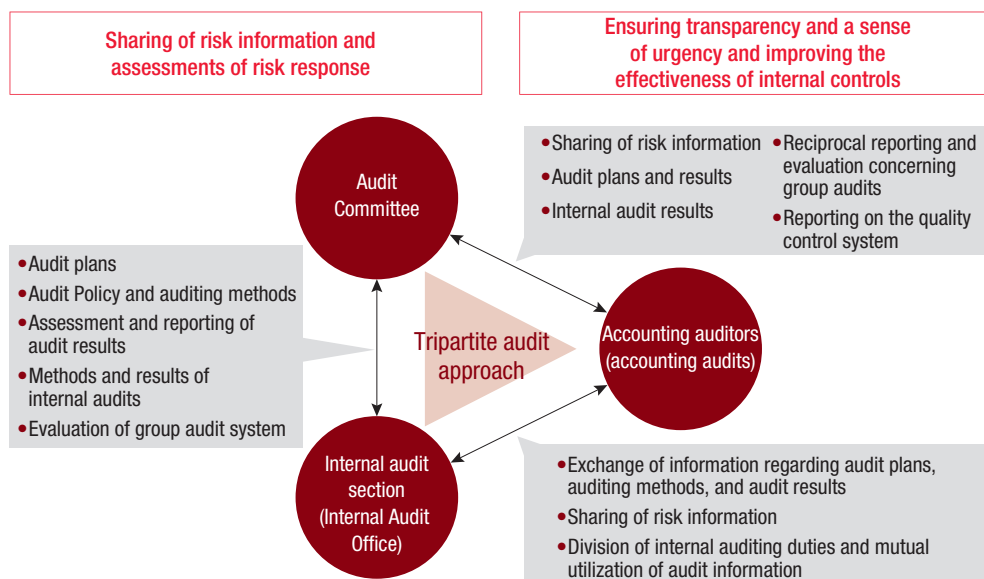 Sharing of risk information and
assessments of risk response
Ensuring transparency and a sense
of urgency and improving the
effectiveness of internal controls
Audit
Committee
•Sharing of risk information
•Audit plans and results
•Internal audit results
•Reciprocal reporting and
evaluation concerning
group audits
•Reporting on the quality
control system
•Audit plans
•Audit Policy and auditing methods
•Assessment and reporting of
audit results
•Methods and results of
internal audits
•Evaluation of group audit system
Tripartite audit
approach
Accounting auditors
(accounting audits)
Internal audit
section
(Internal Audit
Office)
•Exchange of information regarding audit plans,
auditing methods, and audit results
•Sharing of risk information
•Division of internal auditing duties and mutual
utilization of audit information